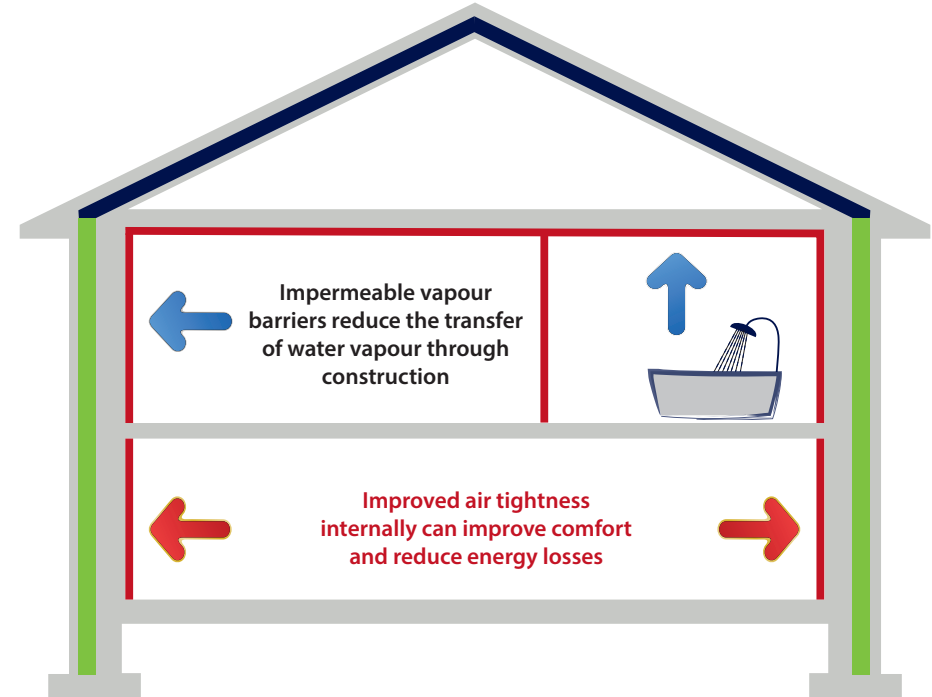 Impermeable vapour
barriers reduce the transfer
of water vapour through
construction
Improved air tightness
internally can improve comfort
and reduce energy losses